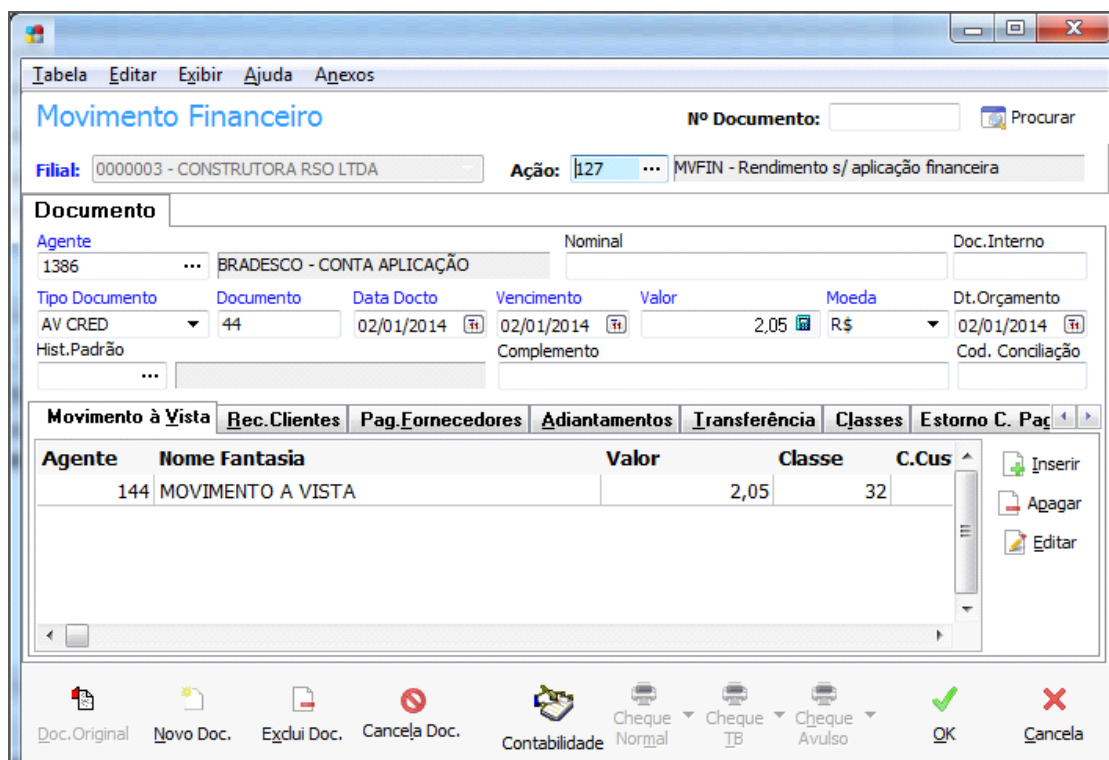 Tabela Editar Exibir Ajuda Anexos
Movimento Financeiro Nº Documento: Procurar
Filial: 0000003 - CONSTRUTORA RSO LTDA Ação: 127 ... MVFIN - Rendimento s/ aplicação financeira
Documento
Agente Nominal Doc.Interno
1386 ... BRADESCO - CONTA APLICAÇÃO
Tipo Documento Documento Data Docto Vencimento Valor Moeda Dt.Orçamento
AV CRED 44 02/01/2014 02/01/2014 2,05 R$ 02/01/2014
Hist.Padrão Complemento Cod. Conciliação
...
Movimento à Vista Rec.Clientes Pag.Fornecedores Adiantamentos Transferência Classes Estorno C. Pag
Agente Nome Fantasia Valor Classe C.Cus Inserir
144 MOVIMENTO A VISTA 2,05 32
Apagar
Editar
Doc.Original Novo Doc. Exclui Doc. Cancela Doc. Contabilidade Cheque Normal Cheque TB Cheque Avulso OK Cancela